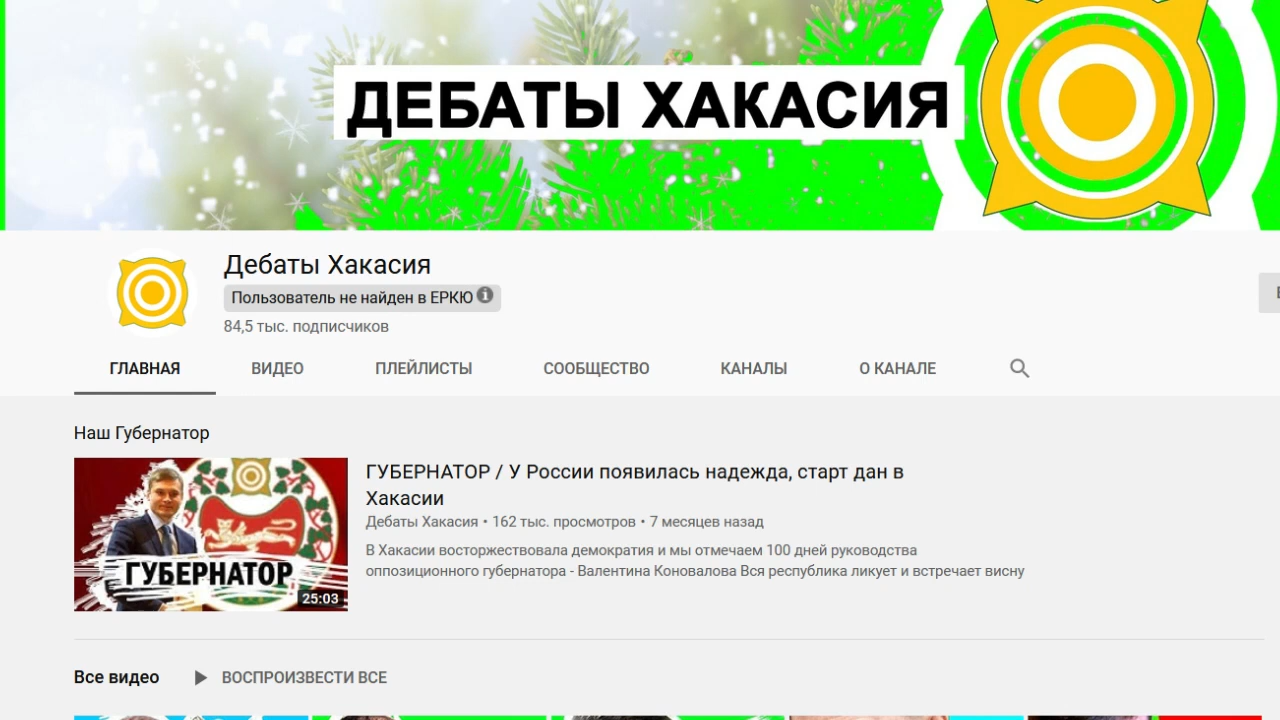 ДЕБАТЫ ХАКАСИЯ
Дебаты Хакасия
Пользователь не найден в ЕРКЮ
84,5 тыс. подписчиков
ГЛАВНАЯ ВИДЕО ПЛЕЙЛИСТЫ СООБЩЕСТВО КАНАЛЫ О КАНАЛЕ
Наш Губернатор
ГУБЕРНАТОР
25:03
ГУБЕРНАТОР / У России появилась надежда, старт дан в
Хакасии
Дебаты Хакасия • 162 тыс. просмотров • 7 месяцев назад
В Хакасии восторжествовала демократия и мы отмечаем 100 дней руководства
оппозиционного губернатора - Валентина Коновалова Вся республика ликует и встречает висну
Все видео ВОСПРОИЗВЕСТИ ВСЕ